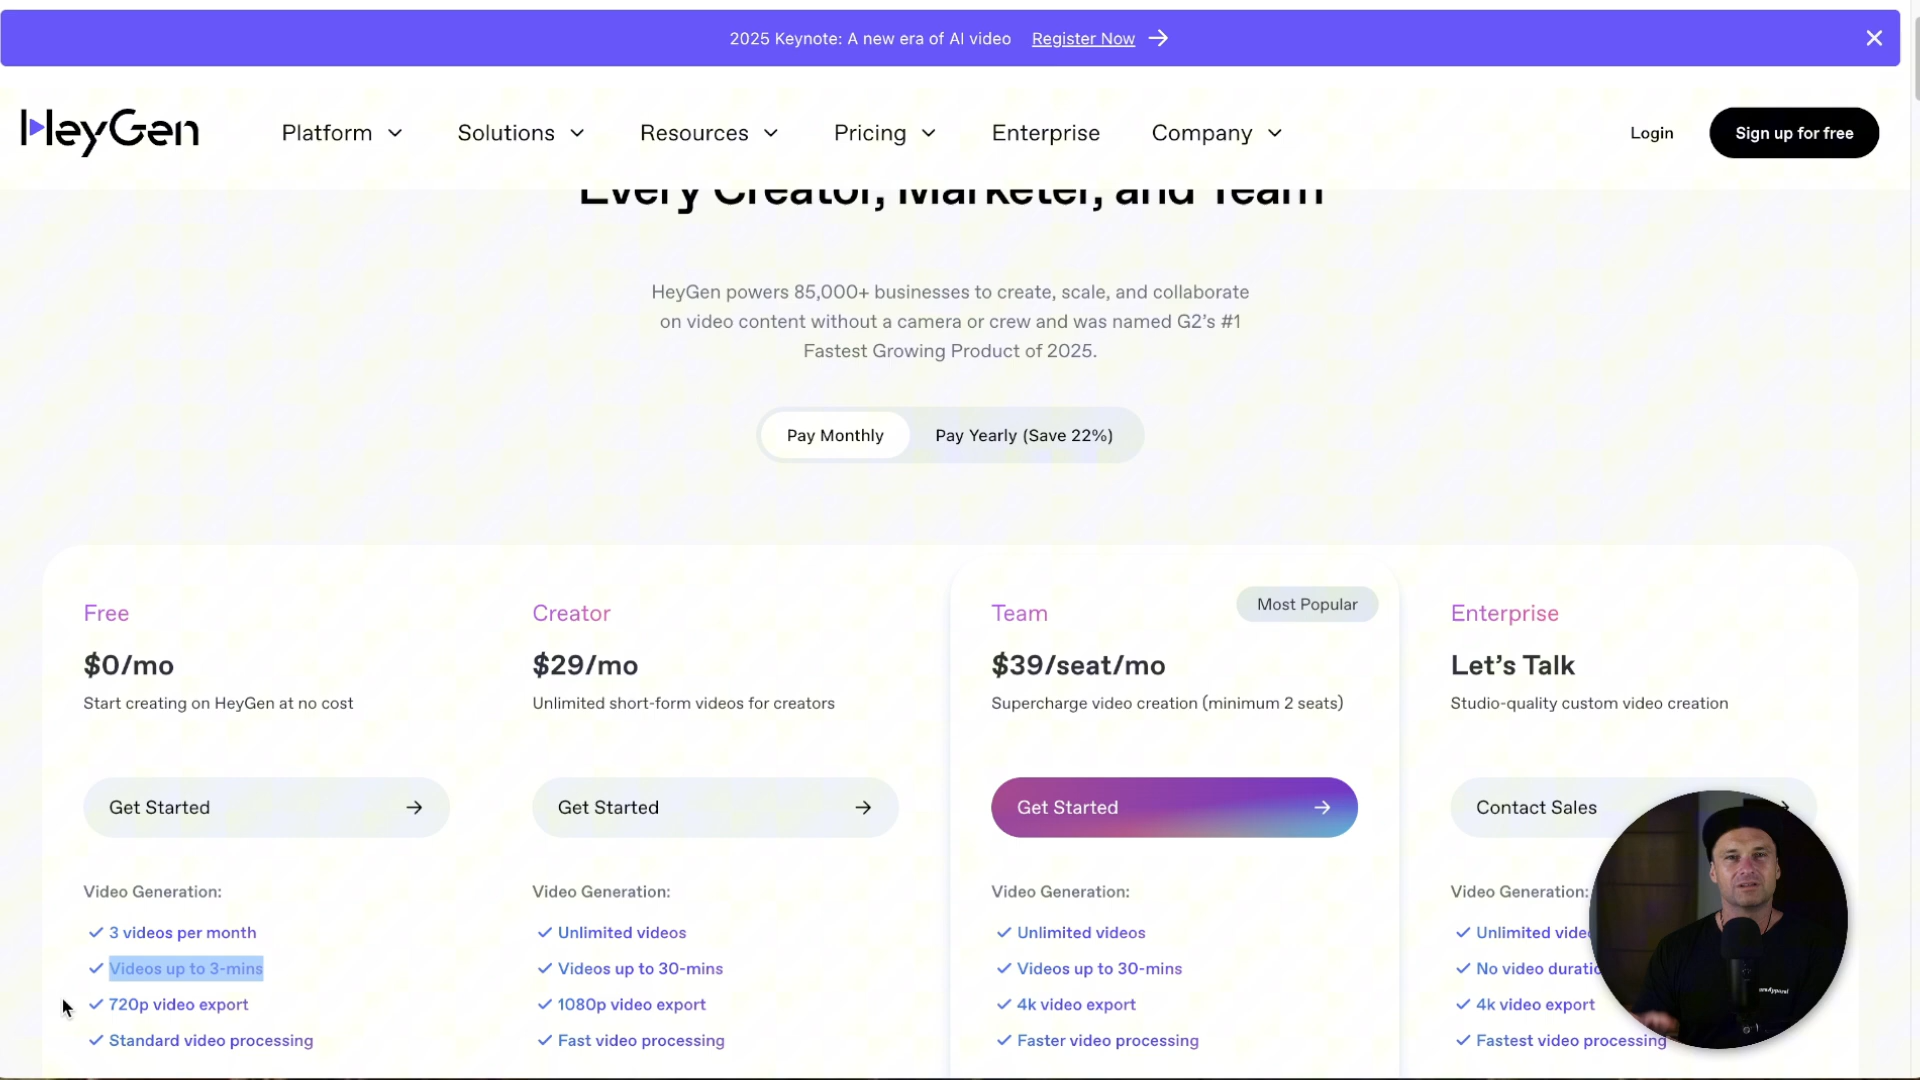 2025 Keynote: A new era of AI video Register Now
HeyGen
Platform
Solutions
Resources
Pricing
Enterprise
Company
Login
Sign up for free
Every Creator, Marketer, and Team
HeyGen powers 85,000+ businesses to create, scale, and collaborate
on video content without a camera or crew and was named G2's #1
Fastest Growing Product of 2025.
Pay Monthly
Pay Yearly (Save 22%)
Free
$0/mo
Start creating on HeyGen at no cost
Get Started
Video Generation:
3 videos per month
Videos up to 3-mins
720p video export
Standard video processing
Creator
$29/mo
Unlimited short-form videos for creators
Get Started
Video Generation:
Unlimited videos
Videos up to 30-mins
1080p video export
Fast video processing
Team
Most Popular
$39/seat/mo
Supercharge video creation (minimum 2 seats)
Get Started
Video Generation:
Unlimited videos
Videos up to 30-mins
4k video export
Faster video processing
Enterprise
Let's Talk
Studio-quality custom video creation
Contact Sales
Video Generation:
Unlimited
No video
4k video export
Fastest video processing